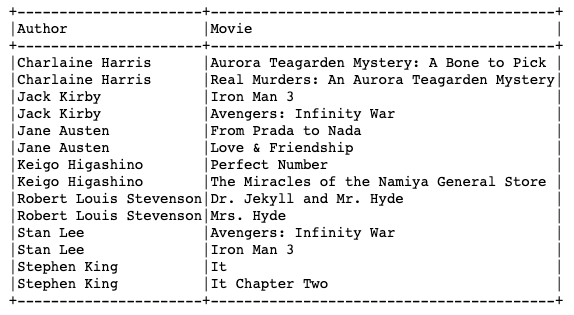 +----------------------+-----------------------------------------+
|Author                |Movie                                    |
+----------------------+-----------------------------------------+
|Charlaine Harris      |Aurora Teagarden Mystery: A Bone to Pick |
|Charlaine Harris      |Real Murders: An Aurora Teagarden Mystery|
|Jack Kirby            |Iron Man 3                               |
|Jack Kirby            |Avengers: Infinity War                   |
|Jane Austen           |From Prada to Nada                       |
|Jane Austen           |Love & Friendship                        |
|Keigo Higashino       |Perfect Number                           |
|Keigo Higashino       |The Miracles of the Namiya General Store |
|Robert Louis Stevenson|Dr. Jekyll and Mr. Hyde                  |
|Robert Louis Stevenson|Mrs. Hyde                                |
|Stan Lee              |Avengers: Infinity War                   |
|Stan Lee              |Iron Man 3                               |
|Stephen King          |It                                       |
|Stephen King          |It Chapter Two                           |
+----------------------+-----------------------------------------+